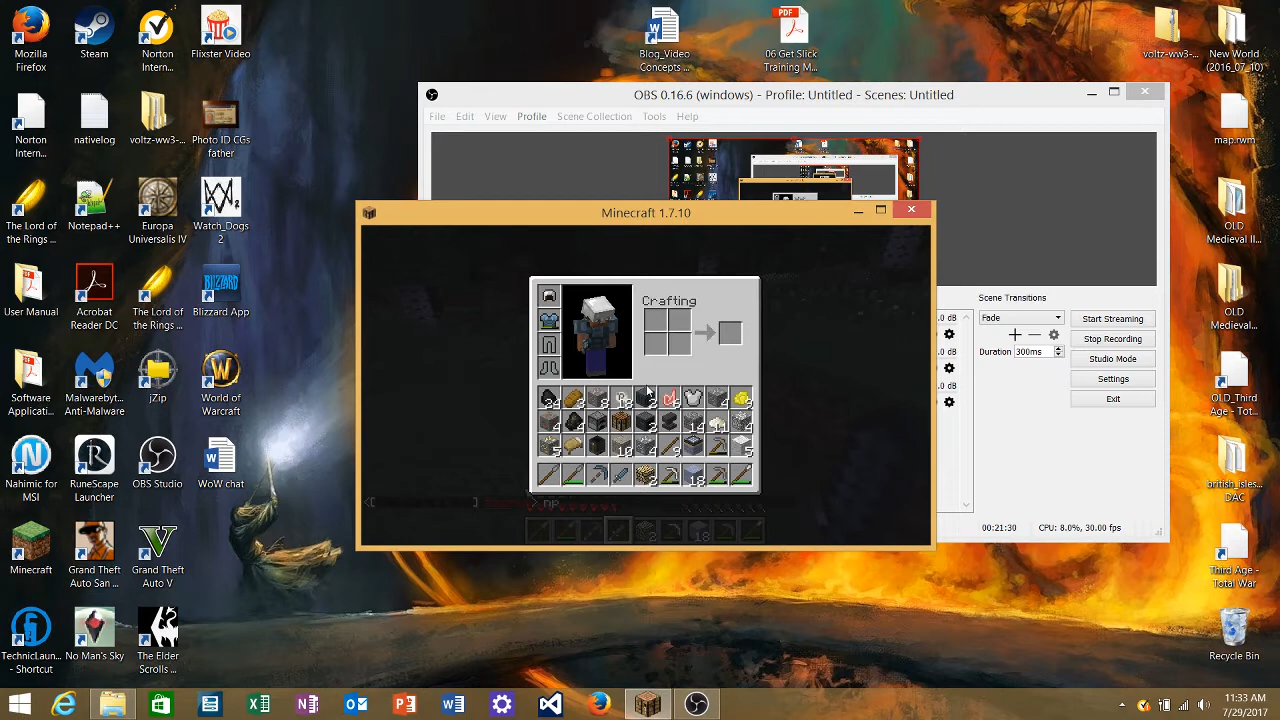 Mozilla Firefox
Steam
Norton Intern...
Flixster Video
Blog_Video Concepts ...
06 Get Slick Training M...
voltz-ww3-...
New World (2016_07_10)
Norton Intern...
nativelog
voltz-ww3-...
Photo ID CGs father
map.rwm
The Lord of the Rings ...
Notepad++
Europa Universalis IV
Watch_Dogs 2
OLD Medieval II...
User Manual
Acrobat Reader DC
The Lord of the Rings ...
Blizzard App
OLD Medieval...
Software Applicati...
Malwarebyt... Anti-Malware
jZip
World of Warcraft
OLD_Third Age - Tot...
Nahimic for MSI
RuneScape Launcher
OBS Studio
WoW chat
british_isles... DAC
Minecraft
Grand Theft Auto San ...
Grand Theft Auto V
Third Age - Total War
TechnicLaun... - Shortcut
No Man's Sky
The Elder Scrolls ...
Recycle Bin
OBS 0.16.6 (windows) - Profile: Untitled - Scenes: Untitled
File Edit View Profile Scene Collection Tools Help
Scene Transitions
Fade
Duration 300ms
.0 dB
.0 dB
.0 dB
Start Streaming
Stop Recording
Studio Mode
Settings
Exit
00:21:30 CPU: 8.0%, 30.00 fps
Minecraft 1.7.10
Crafting
11:33 AM
7/29/2017